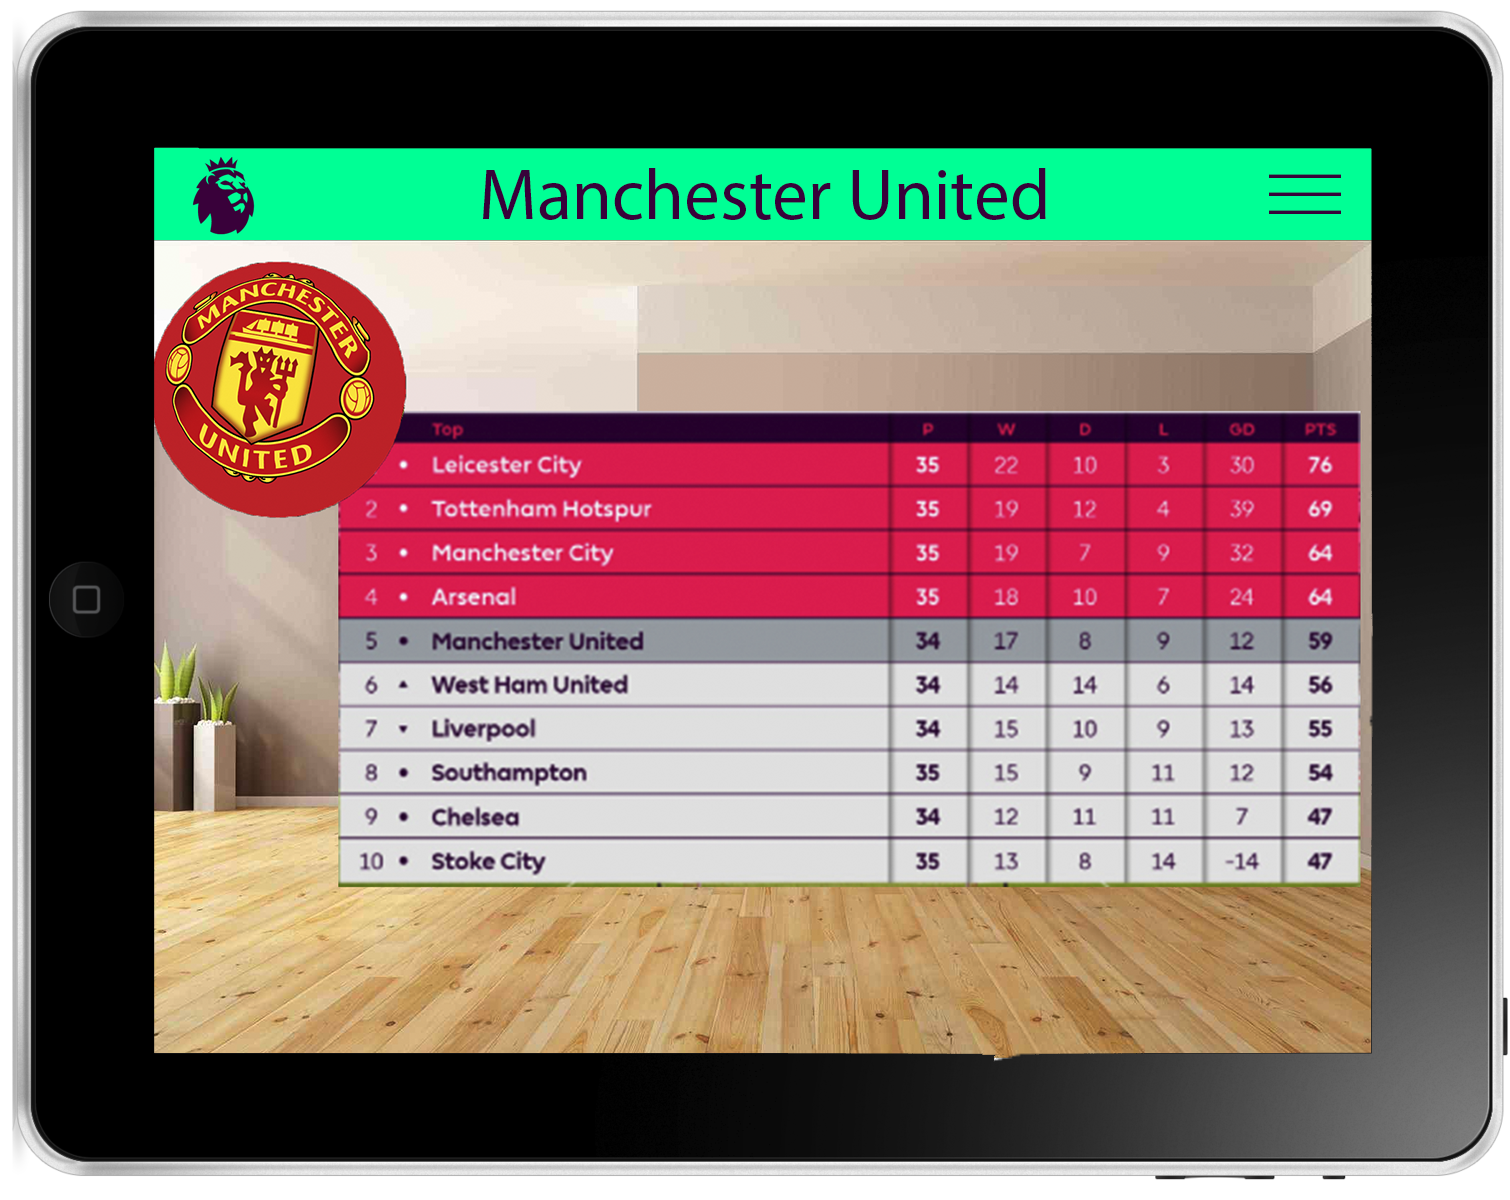 Manchester United
MANCHESTER
UNITED
Top P W D L GD PTS
• Leicester City 35 22 10 3 30 76
2 • Tottenham Hotspur 35 19 12 4 39 69
3 • Manchester City 35 19 7 9 32 64
4 • Arsenal 35 18 10 7 24 64
5 • Manchester United 34 17 8 9 12 59
6 ▲ West Ham United 34 14 14 6 14 56
7 ▼ Liverpool 34 15 10 9 13 55
8 • Southampton 35 15 9 11 12 54
9 • Chelsea 34 12 11 11 7 47
10 • Stoke City 35 13 8 14 -14 47